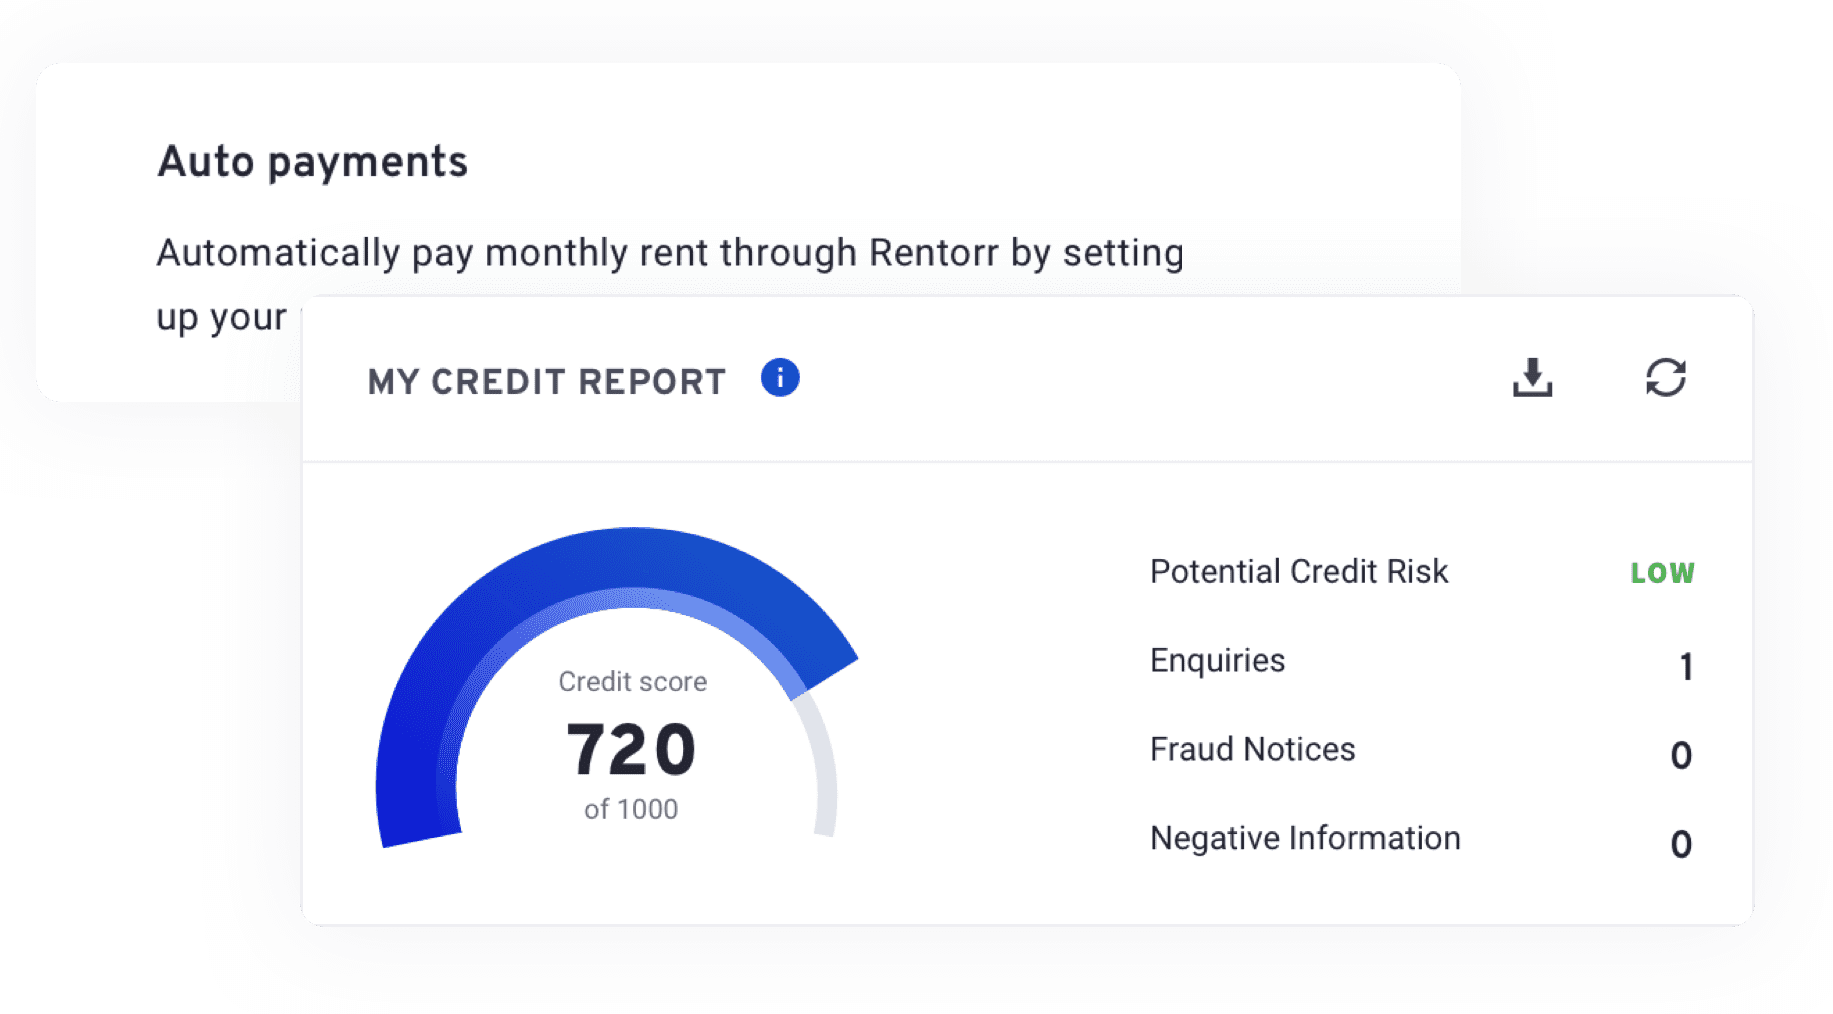 Auto payments
Automatically pay monthly rent through Rentorr by setting
up your
MY CREDIT REPORT
Credit score
720
of 1000
Potential Credit Risk LOW
Enquiries 1
Fraud Notices 0
Negative Information 0